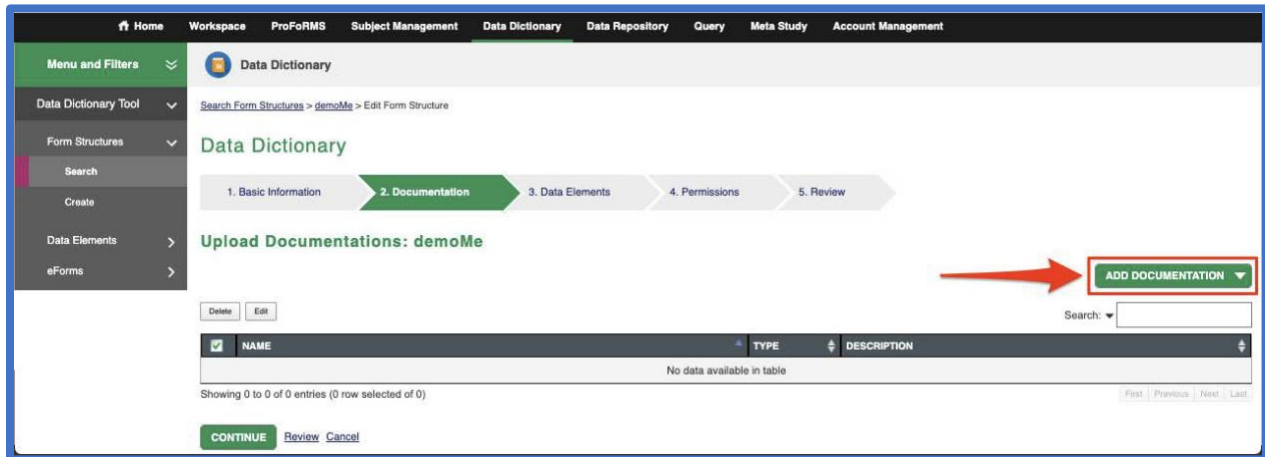 Home Workspace ProFoRMS Subject Management Data Dictionary Data Repository Query Meta Study Account Management
Menu and Filters
Data Dictionary
Data Dictionary Tool
Search Form Structures > demoMe > Edit Form Structure
Form Structures
Data Dictionary
Search
1. Basic Information 2. Documentation 3. Data Elements 4. Permissions 5. Review
Create
Data Elements
Upload Documentations: demoMe
eForms
ADD DOCUMENTATION
Delete Edit
Search:
NAME TYPE DESCRIPTION
No data available in table
Showing 0 to 0 of 0 entries (0 row selected of 0)
First Previous Next Last
CONTINUE Review Cancel